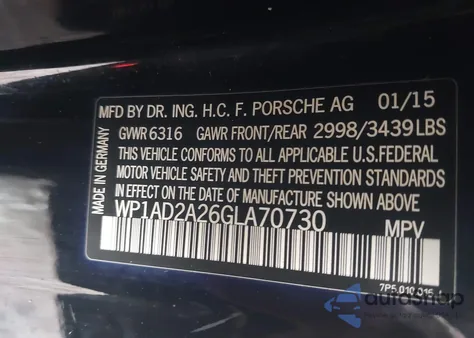 MFD BY DR. ING. H.C. F. PORSCHE AG 01/15
GVWR 6316 GAWR FRONT/REAR 2998/3439 LBS
THIS VEHICLE CONFORMS TO ALL APPLICABLE U.S. FEDERAL
MOTOR VEHICLE SAFETY AND THEFT PREVENTION STANDARDS
IN EFFECT ON THE DATE OF MANUFACTURE SHOWN ABOVE
WP1AD2A26GLA70730 MPV
MADE IN GERMANY
autoshop